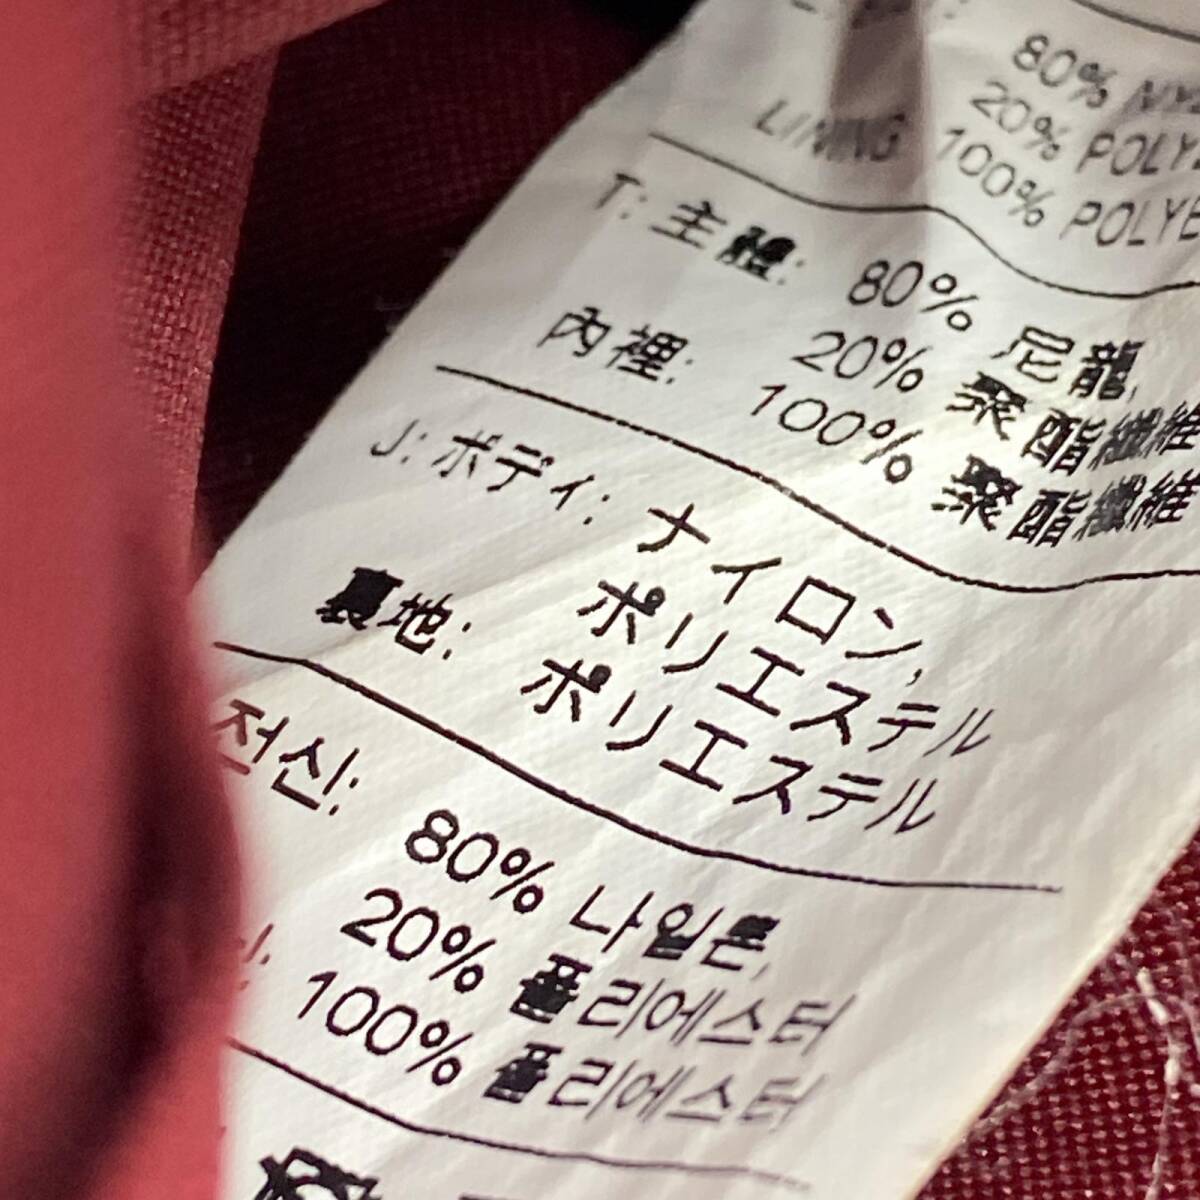 80%
20%
LINING 100%
T: 主體: 80% 尼龍,
20% 聚酯纖維
內裡: 100% 聚酯纖維
J: ボディ: ナイロン,
ポリエステル
裏地: ポリエステル
전신: 80% 나일론,
20% 폴리에스터
100% 폴리에스터